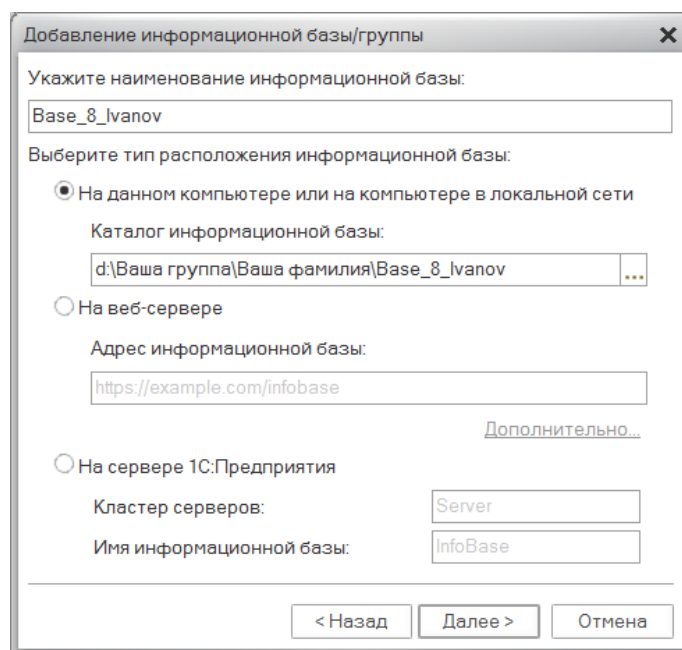 Добавление информационной базы/группы
Укажите наименование информационной базы:
Base_8_Ivanov
Выберите тип расположения информационной базы:
На данном компьютере или на компьютере в локальной сети
Каталог информационной базы:
d:\Ваша группа\Ваша фамилия\Base_8_Ivanov ...
На веб-сервере
Адрес информационной базы:
https://example.com/infobase
Дополнительно...
На сервере 1С:Предприятия
Кластер серверов: Server
Имя информационной базы: InfoBase
< Назад Далее > Отмена